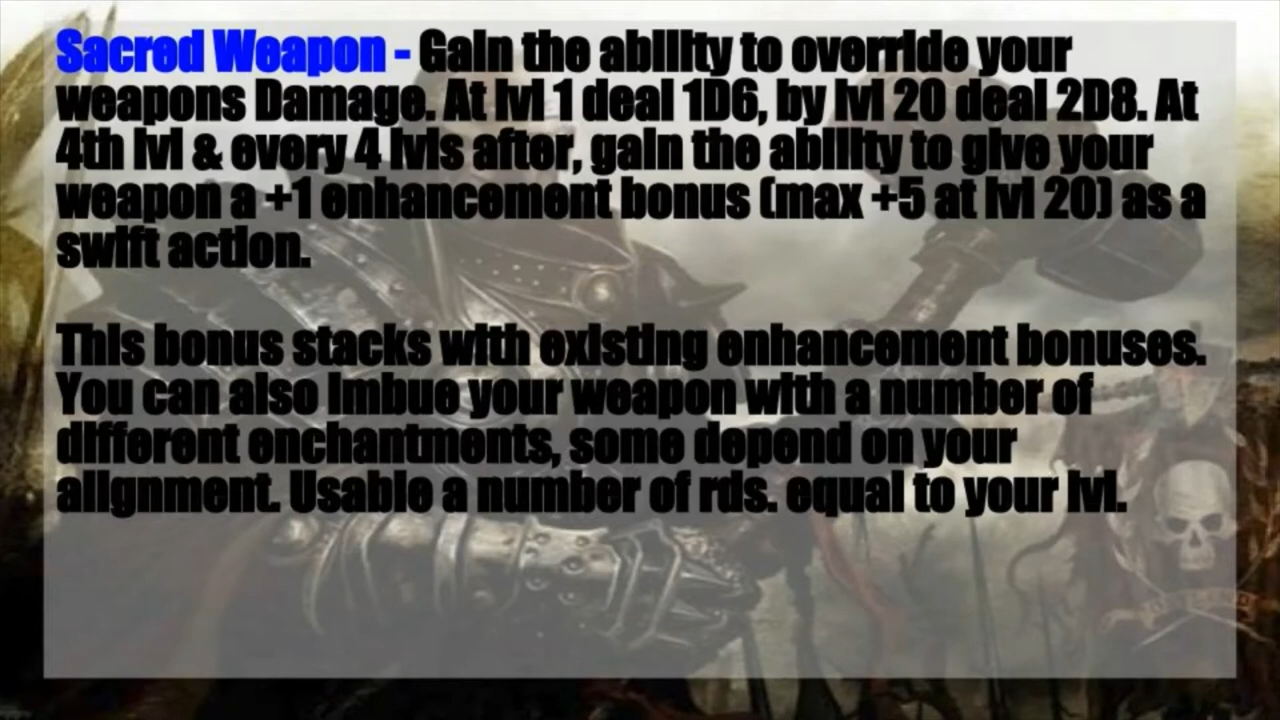 Sacred Weapon - Gain the ability to override your
weapons Damage. At lvl 1 deal 1D6, by lvl 20 deal 2D8. At
4th lvl & every 4 lvls after, gain the ability to give your
weapon a +1 enhancement bonus (max +5 at lvl 20) as a
swift action.
This bonus stacks with existing enhancement bonuses.
You can also imbue your weapon with a number of
different enchantments, some depend on your
alignment. Usable a number of rds. equal to your lvl.